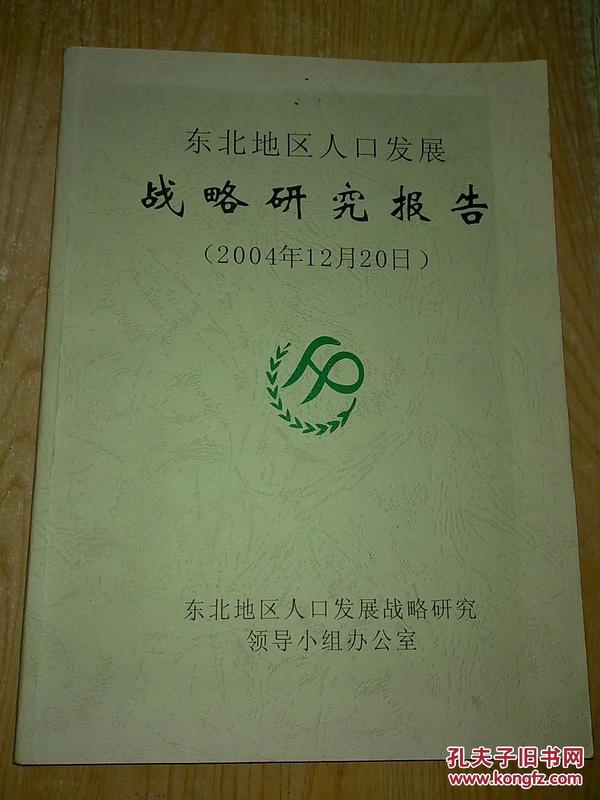 东北地区人口发展
战略研究报告
（2004年12月20日）
东北地区人口发展战略研究
领导小组办公室
孔夫子旧书网
www.kongfz.com